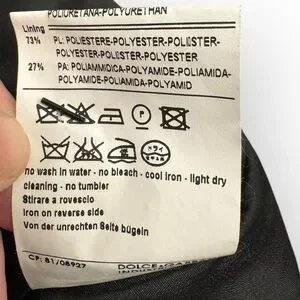 POLIURETANA-POLYURETHAN
Lining
73% PL: POLIESTERE-POLYESTER-POLIESTER-
POLYESTER-POLIESTER-POLYESTER-
POLIESTER-POLYESTER
27% PA: POLIAMMIDICA-POLYAMIDE-POLIAMIDA-
POLYAMIDE-POLIAMIDA-POLYAMID
P
ドライ
no wash in water - no bleach - cool iron - light dry
cleaning - no tumbler
Stirare a rovescio
iron on reverse side
Von der unrechten Seite bügeln
CP: 81/08927
DOLCE